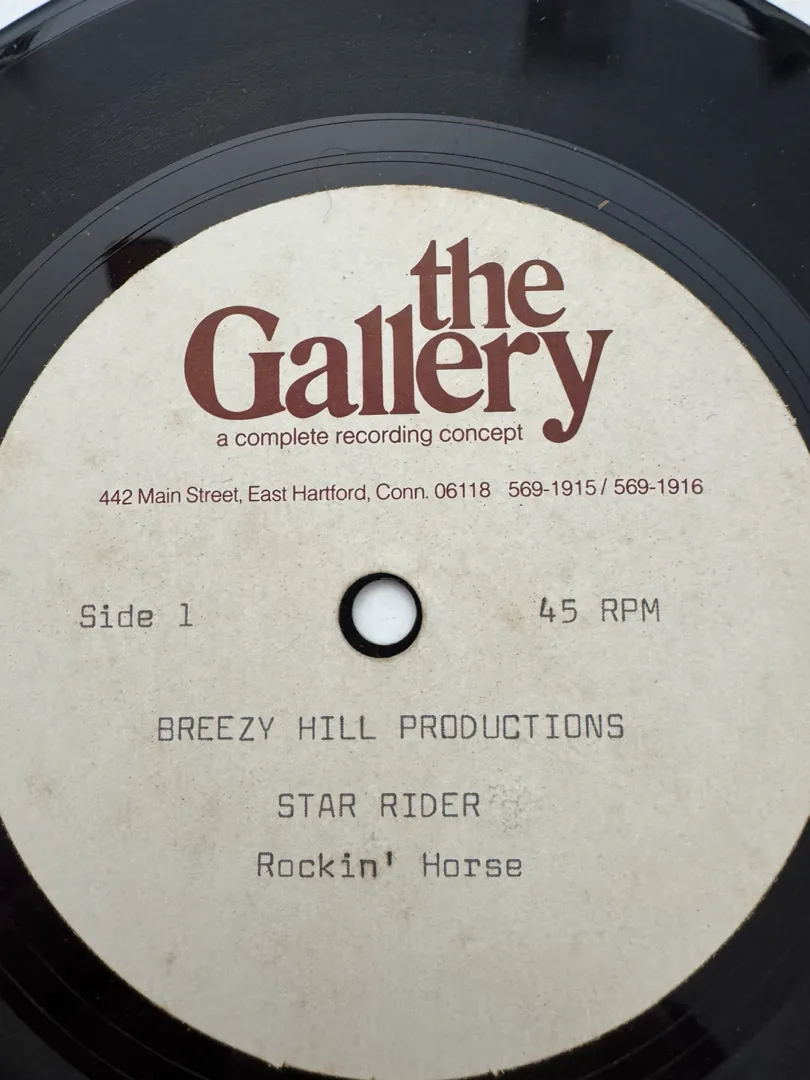 the
Gallery
a complete recording concept
442 Main Street, East Hartford, Conn. 06118 569-1915 / 569-1916
Side 1 45 RPM
BREEZY HILL PRODUCTIONS
STAR RIDER
Rockin' Horse